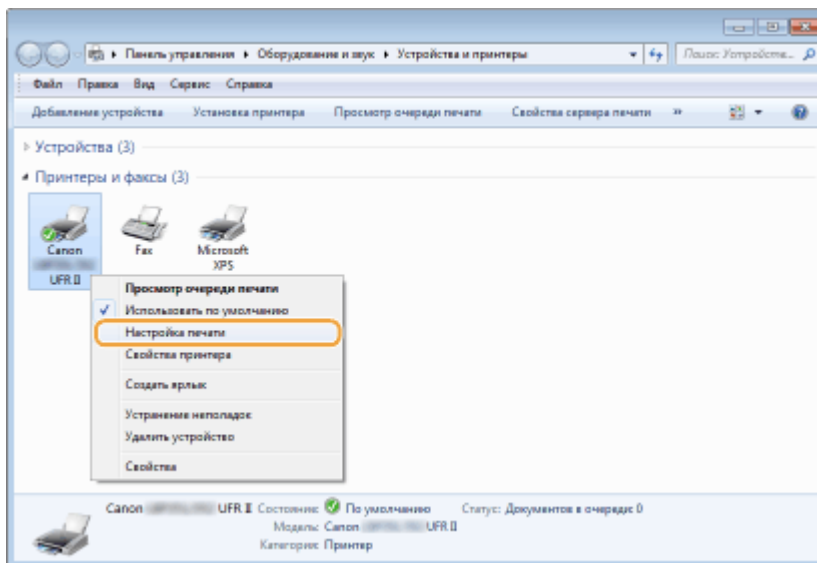 Панель управления ▸ Оборудование и звук ▸ Устройства и принтеры
Поиск: Устройств...
Файл Правка Вид Сервис Справка
Добавление устройства Установка принтера Просмотр очереди печати Свойства сервера печати »
Устройства (3)
Принтеры и факсы (3)
Canon
UFR II
Fax
Microsoft
XPS
Просмотр очереди печати
Использовать по умолчанию
Настройка печати
Свойства принтера
Создать ярлык
Устранение неполадок
Удалить устройство
Свойства
Canon UFR II Состояние: По умолчанию Статус: Документов в очереди: 0
Модель: Canon UFR II
Категория: Принтер